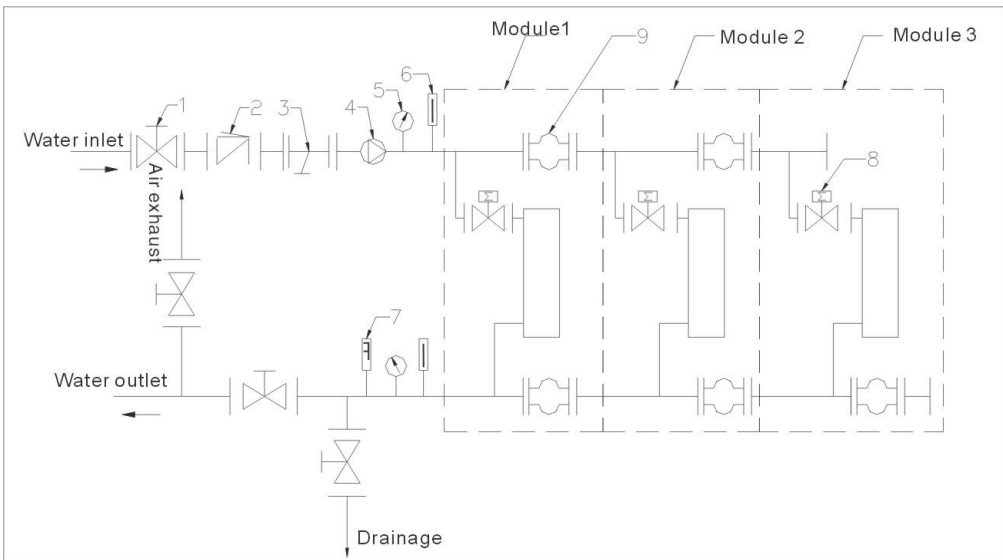 Module1
9
Module 2
Module 3
1
2
3
4
5
6
Water inlet
Air exhaust
8
7
Water outlet
Drainage